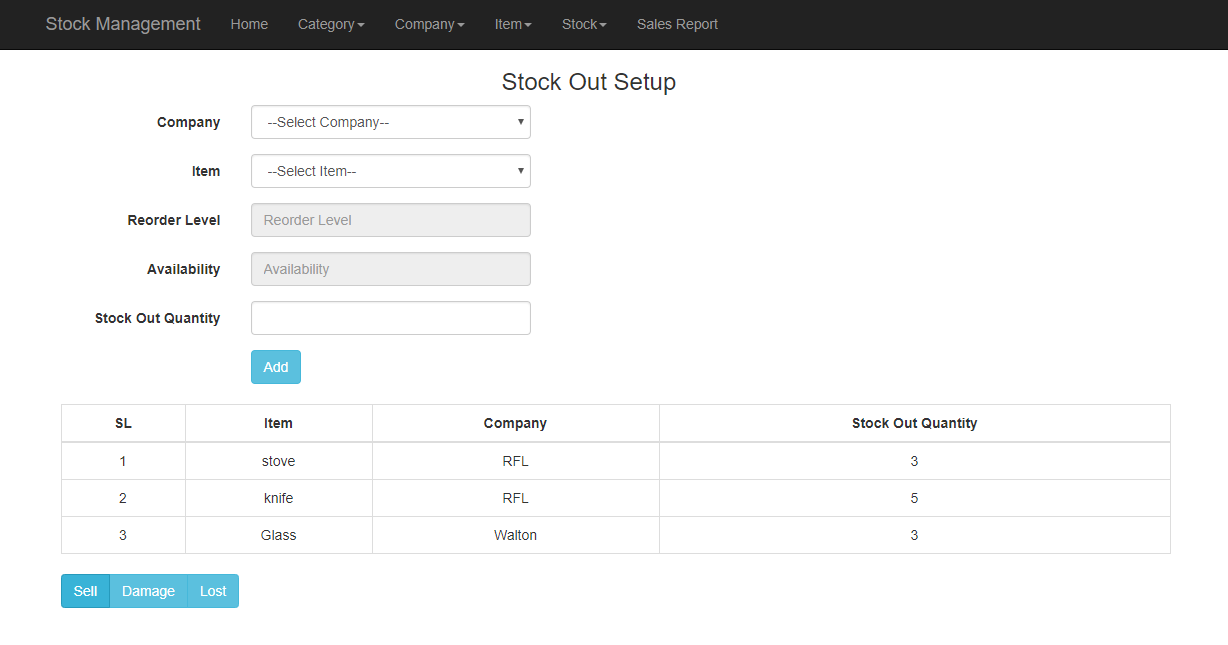 Stock Management Home Category Company Item Stock Sales Report
Stock Out Setup
Company --Select Company--
Item --Select Item--
Reorder Level Reorder Level
Availability Availability
Stock Out Quantity
Add
SL Item Company Stock Out Quantity
1 stove RFL 3
2 knife RFL 5
3 Glass Walton 3
Sell Damage Lost